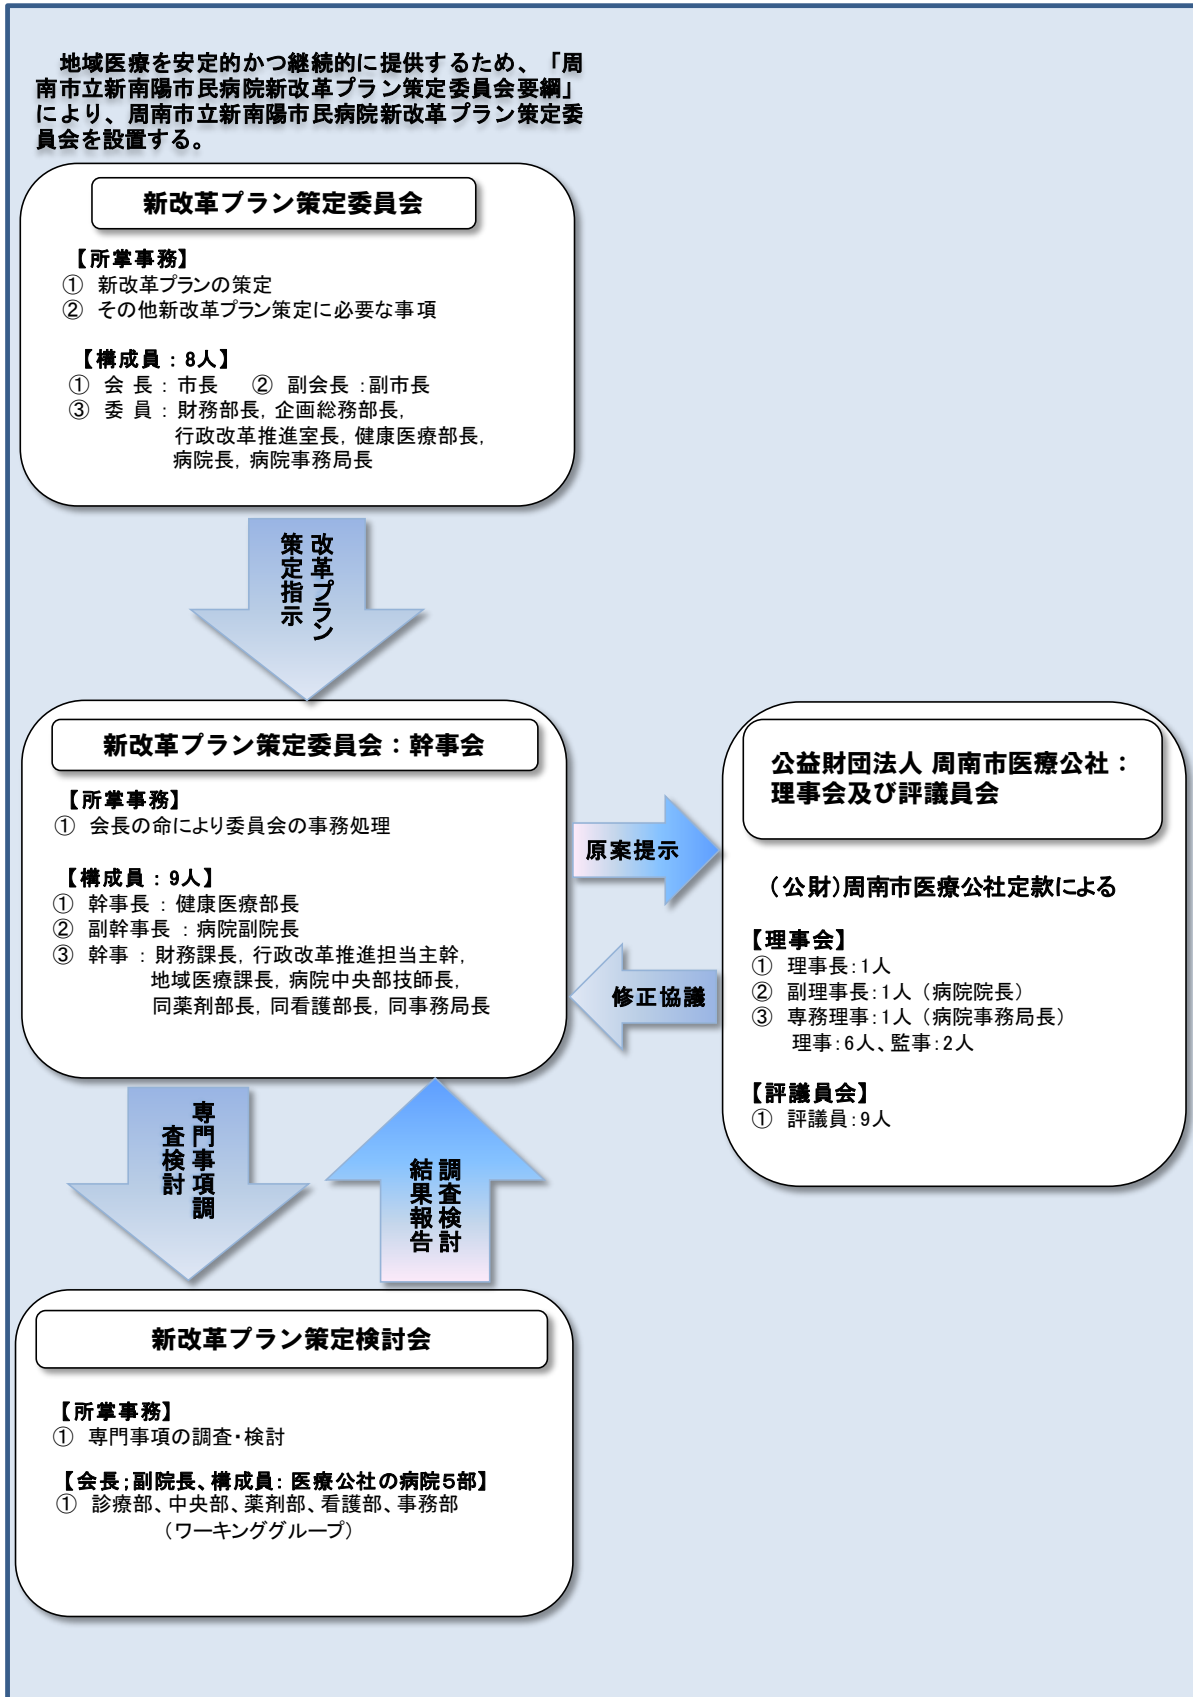 地域医療を安定的かつ継続的に提供するため、「周
南市立新南陽市民病院新改革プラン策定委員会要綱」
により、周南市立新南陽市民病院新改革プラン策定委
員会を設置する。
新改革プラン策定委員会
【所掌事務】
① 新改革プランの策定
② その他新改革プラン策定に必要な事項
【構成員：8人】
① 会 長：市長 ② 副会長：副市長
③ 委 員：財務部長, 企画総務部長,
行政改革推進室長, 健康医療部長,
病院長, 病院事務局長
改革プラン
策定指示
新改革プラン策定委員会：幹事会
【所掌事務】
① 会長の命により委員会の事務処理
【構成員：9人】
① 幹事長：健康医療部長
② 副幹事長：病院副院長
③ 幹事：財務課長, 行政改革推進担当主幹,
地域医療課長, 病院中央部技師長,
同薬剤部長, 同看護部長, 同事務局長
原案提示
修正協議
公益財団法人 周南市医療公社：
理事会及び評議員会
（公財）周南市医療公社定款による
【理事会】
① 理事長：1人
② 副理事長：1人（病院院長）
③ 専務理事：1人（病院事務局長）
理事：6人、監事：2人
【評議員会】
① 評議員：9人
専門事項調
査検討
調査検討
結果報告
新改革プラン策定検討会
【所掌事務】
① 専門事項の調査・検討
【会長；副院長、構成員：医療公社の病院5部】
① 診療部、中央部、薬剤部、看護部、事務部
（ワーキンググループ）